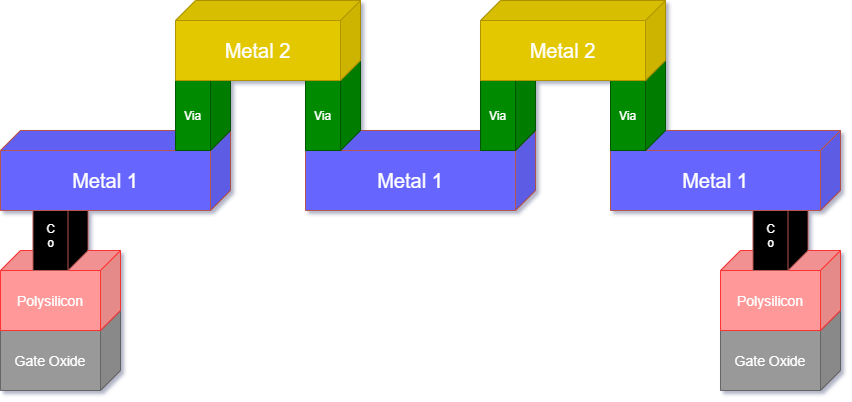 Metal 2
Metal 2
Via
Via
Via
Via
Metal 1
Metal 1
Metal 1
C
o
C
o
Polysilicon
Polysilicon
Gate Oxide
Gate Oxide